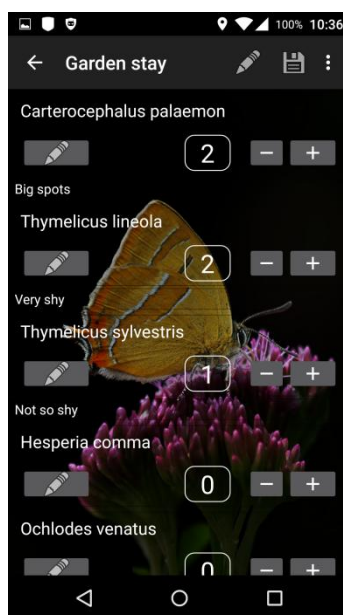 100% 10:36
Garden stay
Carterocephalus palaemon
2 − +
Big spots
Thymelicus lineola
2 − +
Very shy
Thymelicus sylvestris
1 − +
Not so shy
Hesperia comma
0 − +
Ochlodes venatus
0 − +